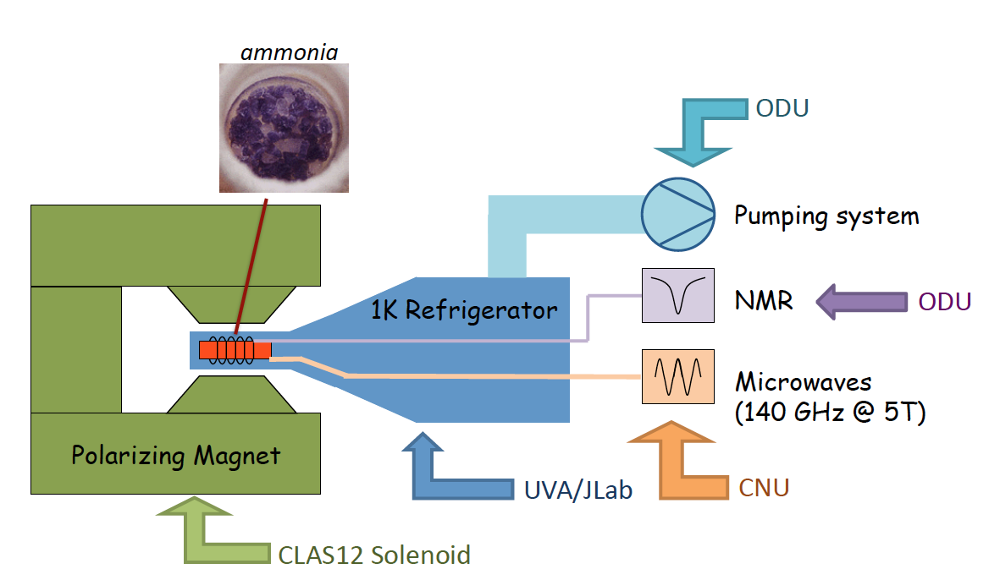 ammonia
ODU
Pumping system
1K Refrigerator
NMR
ODU
Microwaves
(140 GHz @ 5T)
Polarizing Magnet
UVA/JLab
CNU
CLAS12 Solenoid